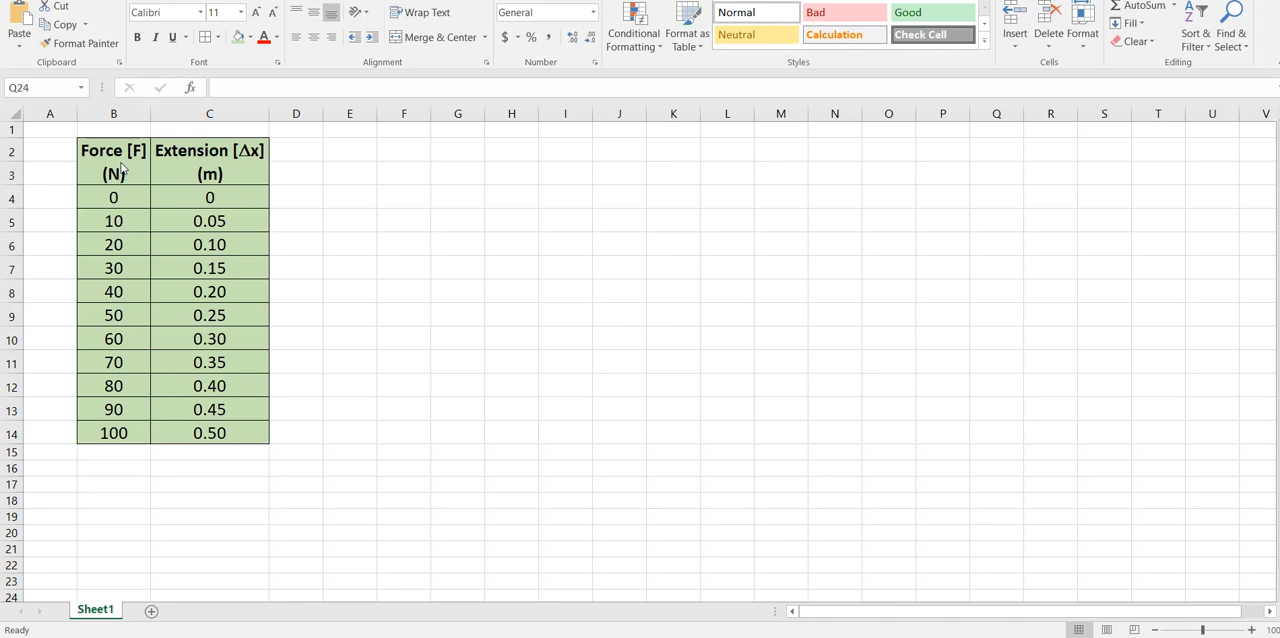 Cut
Copy
Paste
Format Painter
Clipboard
Calibri
11
A A
B I U
A
Font
Wrap Text
Merge & Center
Alignment
General
$ % ,
Number
Conditional
Formatting
Format as
Table
Normal
Bad
Good
Neutral
Calculation
Check Cell
Styles
Insert
Delete
Format
Cells
Σ AutoSum
Fill
Clear
Sort &
Filter
Find &
Select
Editing
Q24
fx
A B C D E F G H I J K L M N O P Q R S T U V
1
2 Force [F] Extension [Δx]
3 (N) (m)
4 0 0
5 10 0.05
6 20 0.10
7 30 0.15
8 40 0.20
9 50 0.25
10 60 0.30
11 70 0.35
12 80 0.40
13 90 0.45
14 100 0.50
15
16
17
18
19
20
21
22
23
24
Sheet1
Ready
100